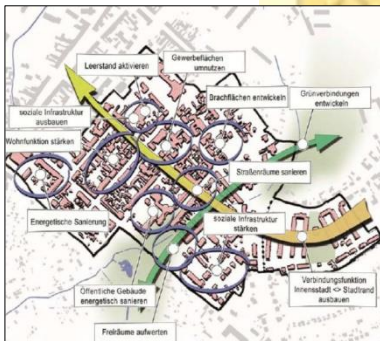 Gewerbeflächen
umnutzen
Leerstand aktivieren
Grünverbindungen
entwickeln
Brachflächen entwickeln
soziale Infrastruktur
ausbauen
Wohnfunktion stärken
Straßenräume sanieren
Energetische Sanierung
soziale Infrastruktur
stärken
Öffentliche Gebäude
energetisch sanieren
Verbindungsfunktion
Innenstadt <> Stadtrand
ausbauen
Freiräume aufwerten